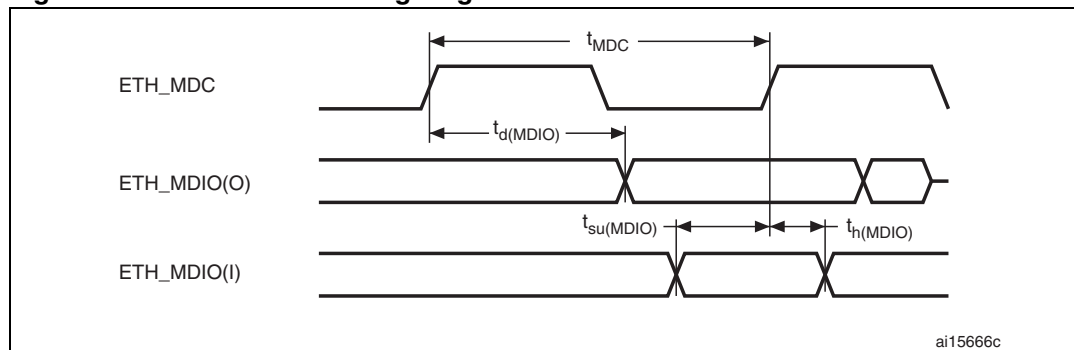 t_MDC
ETH_MDC
t_d(MDIO)
ETH_MDIO(O)
t_su(MDIO)
t_h(MDIO)
ETH_MDIO(I)
ai15666c